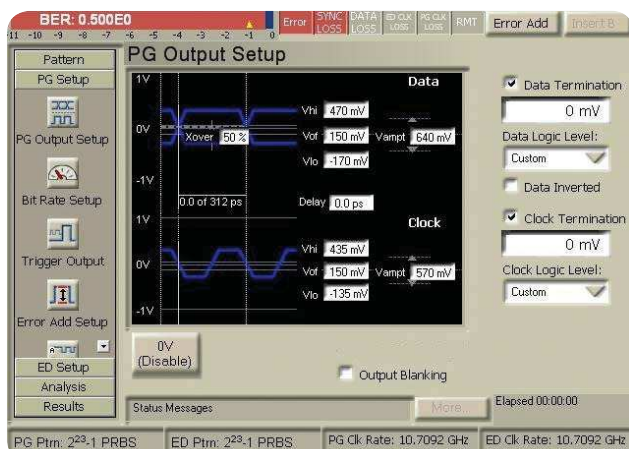 BER: 0.500E0
-11 -10 -9 -8 -7 -6 -5 -4 -3 -2 -1 0
Error
SYNC LOSS
DATA LOSS
ED CLK LOSS
PG CLK LOSS
RMT
Error Add
Insert B
Pattern
PG Setup
PG Output Setup
Bit Rate Setup
Trigger Output
Error Add Setup
ED Setup
Analysis
Results
PG Output Setup
1V
Data
Vhi 470 mV
0V
Xover 50 %
Vof 150 mV Vampt 640 mV
Vlo -170 mV
-1V
0.0 of 312 ps
Delay 0.0 ps
1V
Clock
Vhi 435 mV
0V
Vof 150 mV Vampt 570 mV
Vlo -135 mV
-1V
0V
(Disable)
Output Blanking
Data Termination
0 mV
Data Logic Level:
Custom
Data Inverted
Clock Termination
0 mV
Clock Logic Level:
Custom
Status Messages
More...
Elapsed 00:00:00
PG Ptrn: 2²³-1 PRBS
ED Ptrn: 2²³-1 PRBS
PG Clk Rate: 10.7092 GHz
ED Clk Rate: 10.7092 GHz